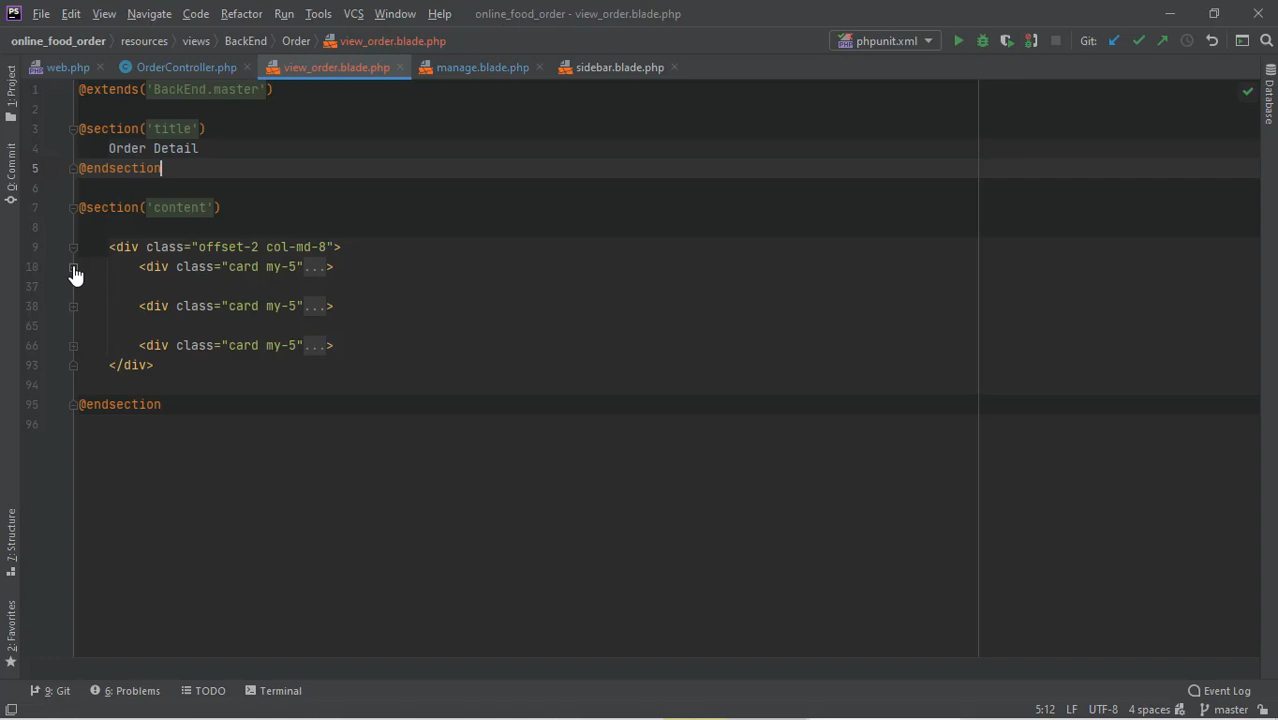 PS File Edit View Navigate Code Refactor Run Tools VCS Window Help online_food_order - view_order.blade.php
online_food_order resources views BackEnd Order view_order.blade.php phpunit.xml Git:
web.php OrderController.php view_order.blade.php manage.blade.php sidebar.blade.php
1: Project
0: Commit
7: Structure
2: Favorites
Database
1 @extends('BackEnd.master')
2
3 @section('title')
4 Order Detail
5 @endsection
6
7 @section('content')
8
9 <div class="offset-2 col-md-8">
18 <div class="card my-5"...>
37
38 <div class="card my-5"...>
65
66 <div class="card my-5"...>
93 </div>
94
95 @endsection
96
9: Git 6: Problems TODO Terminal Event Log
5:12 LF UTF-8 4 spaces master